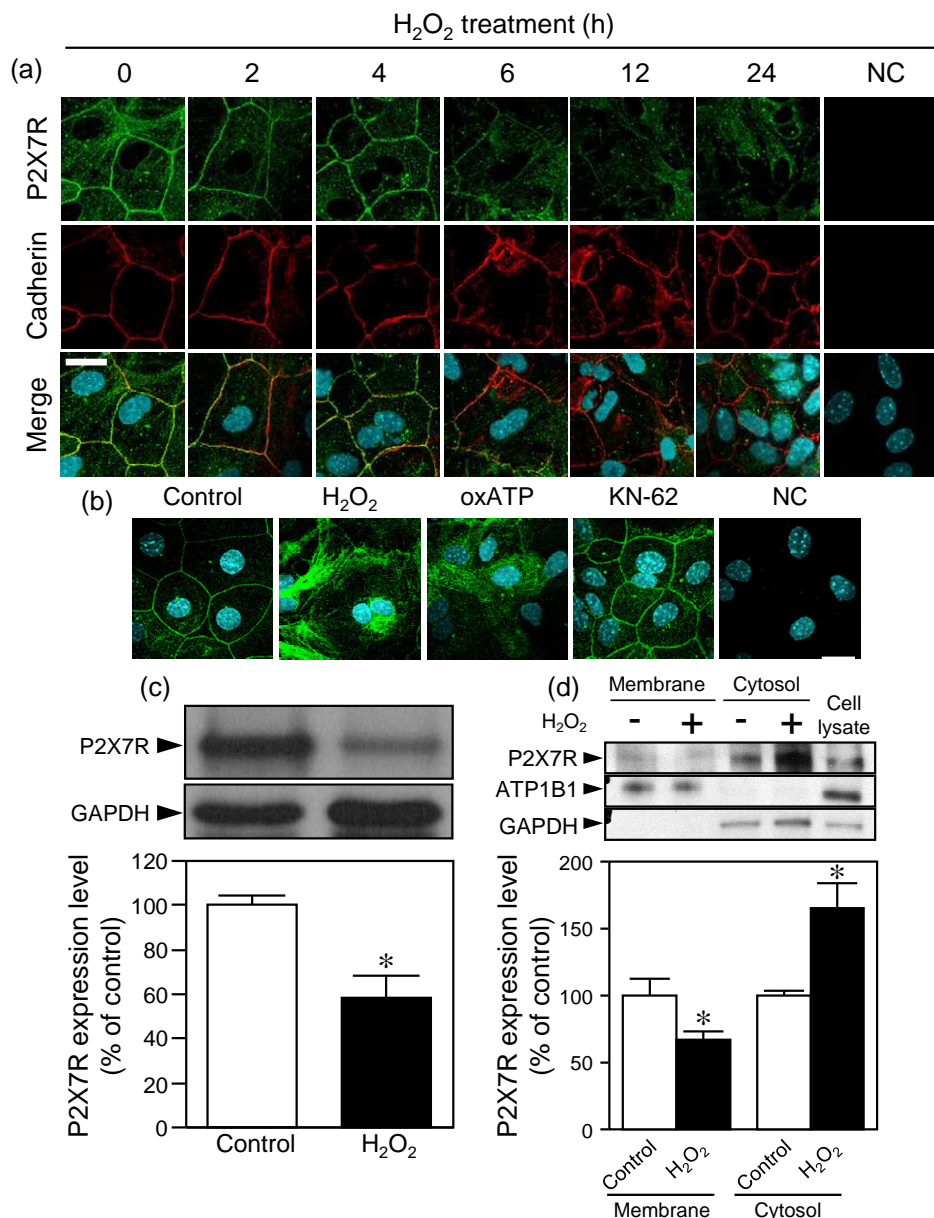 H₂O₂ treatment (h)
(a)
0 2 4 6 12 24 NC
P2X7R
Cadherin
Merge
(b)
Control H₂O₂ oxATP KN-62 NC
(c)
P2X7R
GAPDH
P2X7R expression level
(% of control)
120
100
80
60
40
20
0
*
Control H₂O₂
(d)
Membrane Cytosol Cell
lysate
H₂O₂ - + - +
P2X7R
ATP1B1
GAPDH
P2X7R expression level
(% of control)
200
150
100
50
0
*
*
Control H₂O₂ Control H₂O₂
Membrane Cytosol